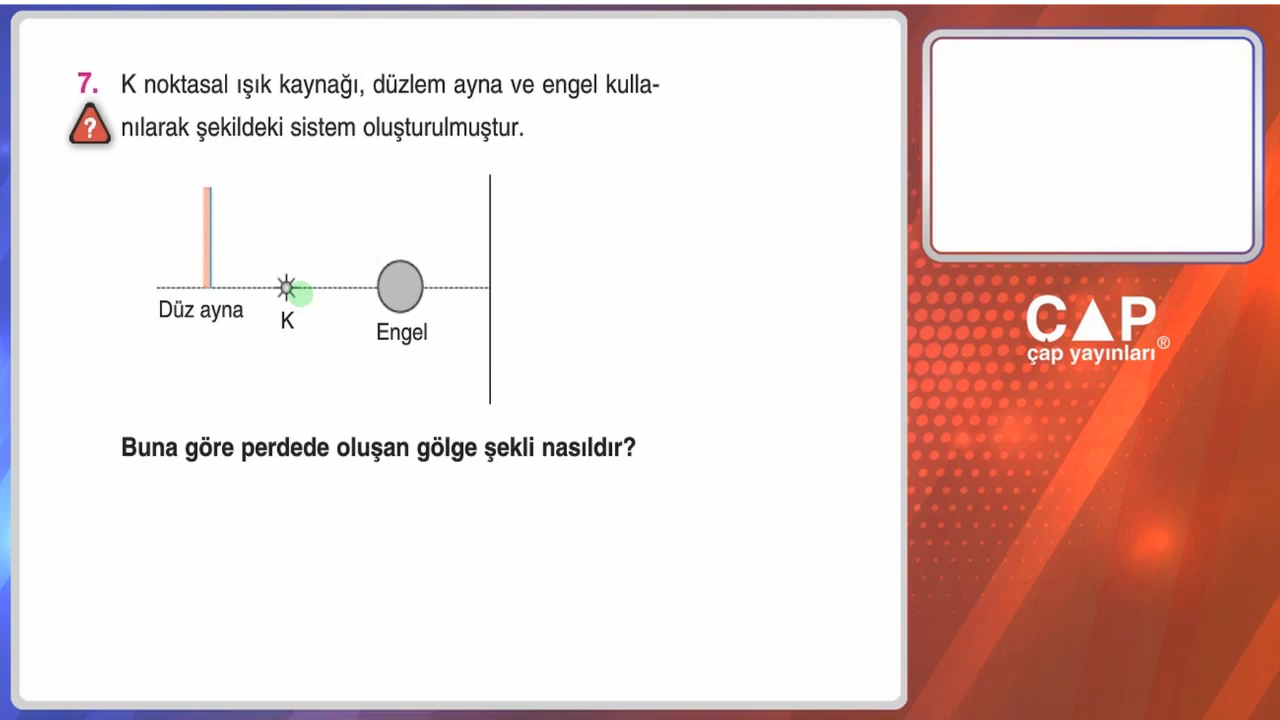 7. K noktasal ışık kaynağı, düzlem ayna ve engel kulla-
? nılarak şekildeki sistem oluşturulmuştur.
Düz ayna
K
Engel
Buna göre perdede oluşan gölge şekli nasıldır?
ÇAP
çap yayınları®